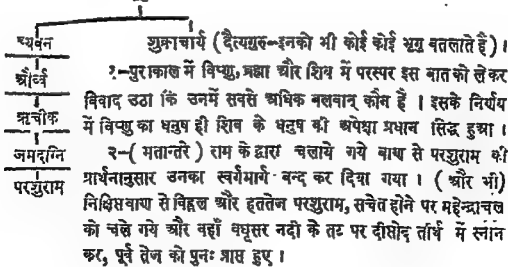 च्यवन
शुक्राचार्य (दैत्यगुरु-इनको भी कोई कोई भृगु बतलाते हैं)।
और्व्व
ऋचीक
जमदग्नि
परशुराम
१-पुराकाल में विष्णु, ब्रह्मा और शिव में परस्पर इस बात को लेकर
विवाद उठा कि उनमें सबसे अधिक बलवान् कौन है। इसके निर्णय
में विष्णु का धनुष ही शिव के धनुष की अपेक्षा प्रधान सिद्ध हुआ।
२-(मतान्तरे) राम के द्वारा चलाये गये बाण से परशुराम की
प्रार्थनानुसार उनका स्वर्गमार्ग बन्द कर दिया गया। (और भी)
निक्षिप्तबाण से विह्वल और हततेज परशुराम, सचेत होने पर महेन्द्राचल
को चले गये और वहाँ वधूसर नदी के तट पर दीप्तोद तीर्थ में स्नान
कर, पूर्व तेज को पुनः प्राप्त हुए।